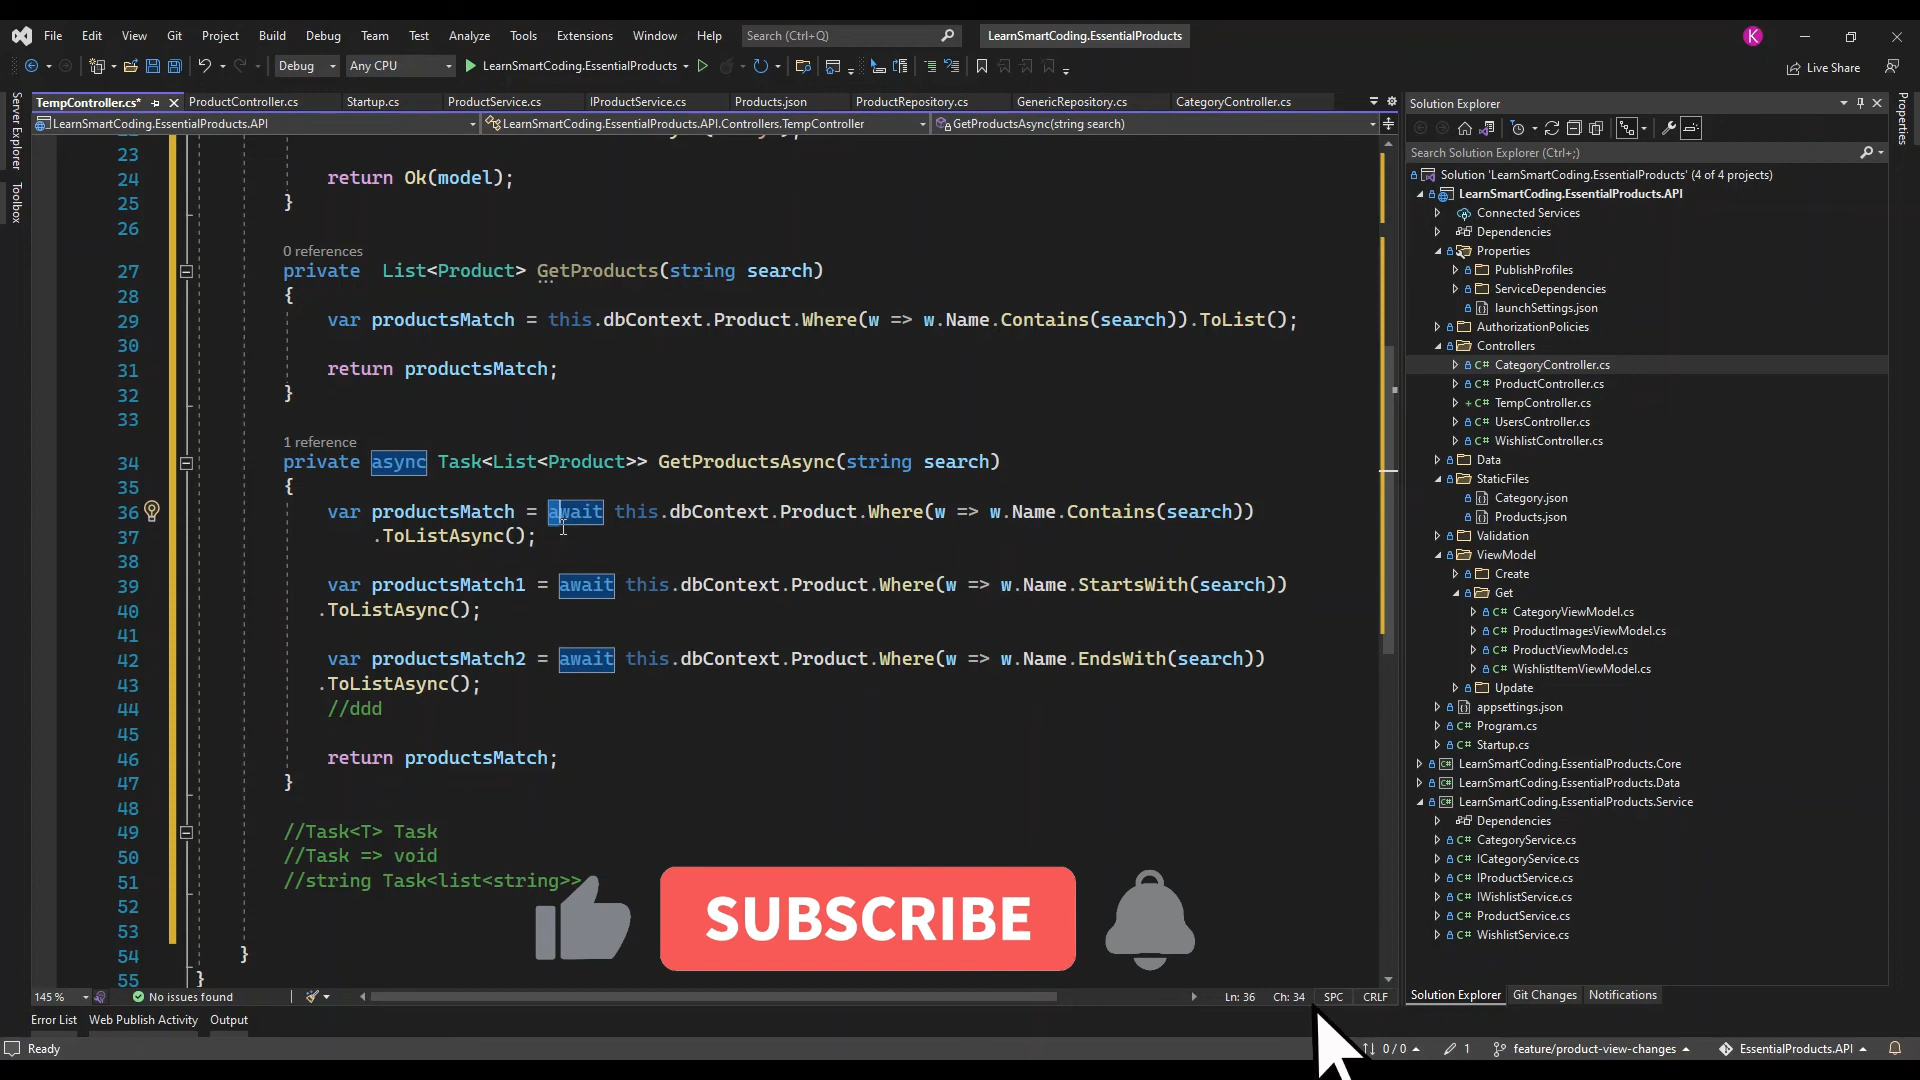 File Edit View Git Project Build Debug Team Test Analyze Tools Extensions Window Help Search (Ctrl+Q) LearnSmartCoding.EssentialProducts K
Debug Any CPU LearnSmartCoding.EssentialProducts Live Share
TempController.cs* ProductController.cs Startup.cs ProductService.cs IProductService.cs Products.json ProductRepository.cs GenericRepository.cs CategoryController.cs
LearnSmartCoding.EssentialProducts.API LearnSmartCoding.EssentialProducts.API.Controllers.TempController GetProductsAsync(string search)
Server Explorer
Toolbox
23
24 return Ok(model);
25 }
26
0 references
27 private List<Product> GetProducts(string search)
28 {
29 var productsMatch = this.dbContext.Product.Where(w => w.Name.Contains(search)).ToList();
30
31 return productsMatch;
32 }
33
1 reference
34 private async Task<List<Product>> GetProductsAsync(string search)
35 {
36 var productsMatch = await this.dbContext.Product.Where(w => w.Name.Contains(search))
37 .ToListAsync();
38
39 var productsMatch1 = await this.dbContext.Product.Where(w => w.Name.StartsWith(search))
40 .ToListAsync();
41
42 var productsMatch2 = await this.dbContext.Product.Where(w => w.Name.EndsWith(search))
43 .ToListAsync();
44 //ddd
45
46 return productsMatch;
47 }
48
49 //Task<T> Task
50 //Task => void
51 //string Task<list<string>>
52
53
54 }
55 }
SUBSCRIBE
145 % No issues found Ln: 36 Ch: 34 SPC CRLF
Error List Web Publish Activity Output
Ready 0 / 0 1 feature/product-view-changes EssentialProducts.API
Solution Explorer
Search Solution Explorer (Ctrl+;)
Solution 'LearnSmartCoding.EssentialProducts' (4 of 4 projects)
LearnSmartCoding.EssentialProducts.API
Connected Services
Dependencies
Properties
PublishProfiles
ServiceDependencies
launchSettings.json
AuthorizationPolicies
Controllers
C# CategoryController.cs
C# ProductController.cs
+ C# TempController.cs
C# UsersController.cs
C# WishlistController.cs
Data
StaticFiles
Category.json
Products.json
Validation
ViewModel
Create
Get
C# CategoryViewModel.cs
C# ProductImagesViewModel.cs
C# ProductViewModel.cs
C# WishlistItemViewModel.cs
Update
appsettings.json
C# Program.cs
C# Startup.cs
C# LearnSmartCoding.EssentialProducts.Core
C# LearnSmartCoding.EssentialProducts.Data
C# LearnSmartCoding.EssentialProducts.Service
Dependencies
C# CategoryService.cs
C# ICategoryService.cs
C# IProductService.cs
C# IWishlistService.cs
C# ProductService.cs
C# WishlistService.cs
Solution Explorer Git Changes Notifications
Properties